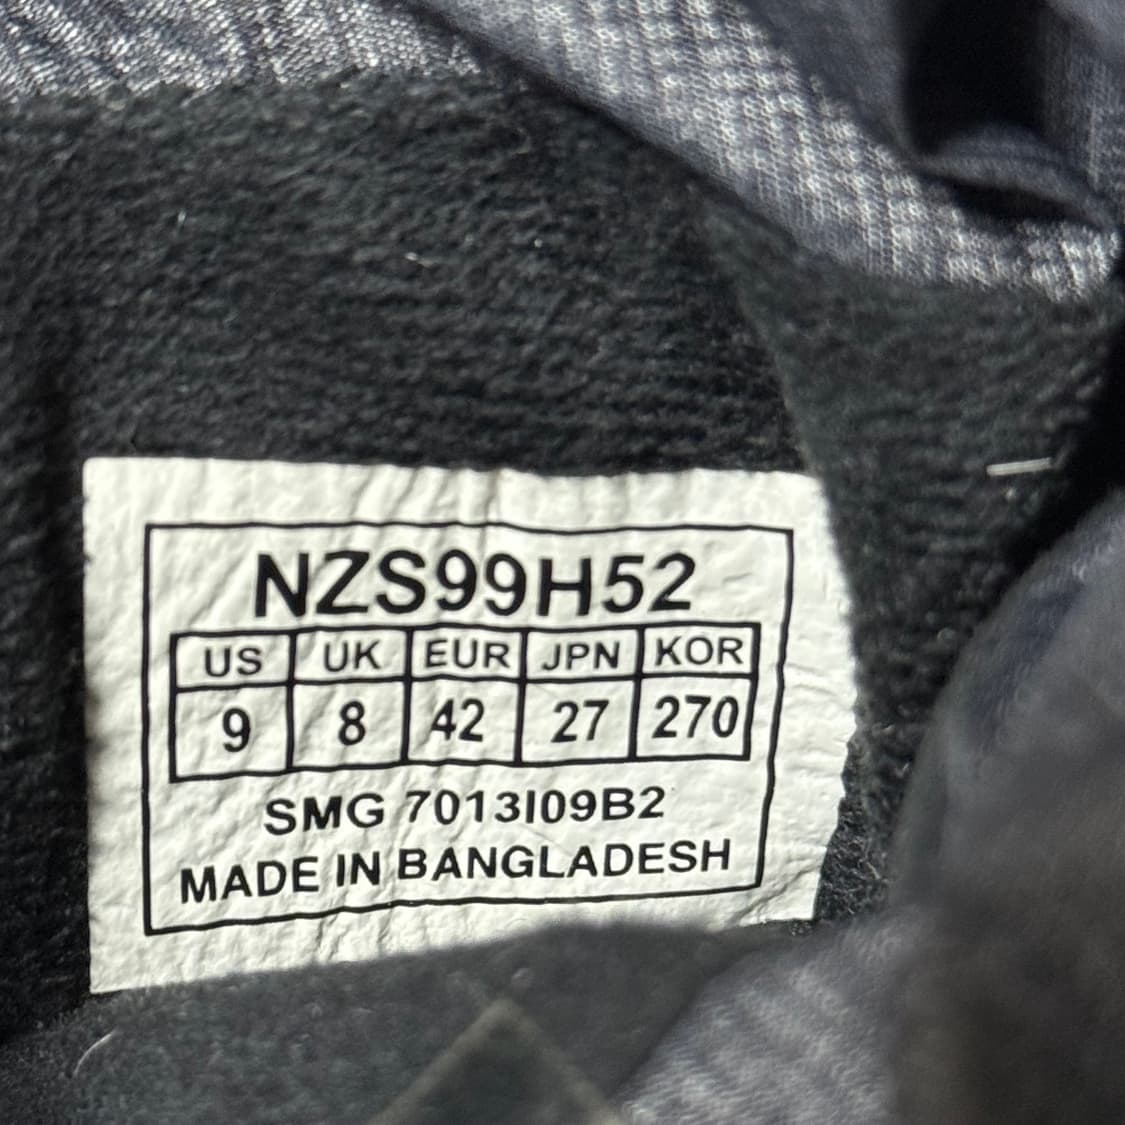 NZS99H52
US UK EUR JPN KOR
9 8 42 27 270
SMG 7013I09B2
MADE IN BANGLADESH